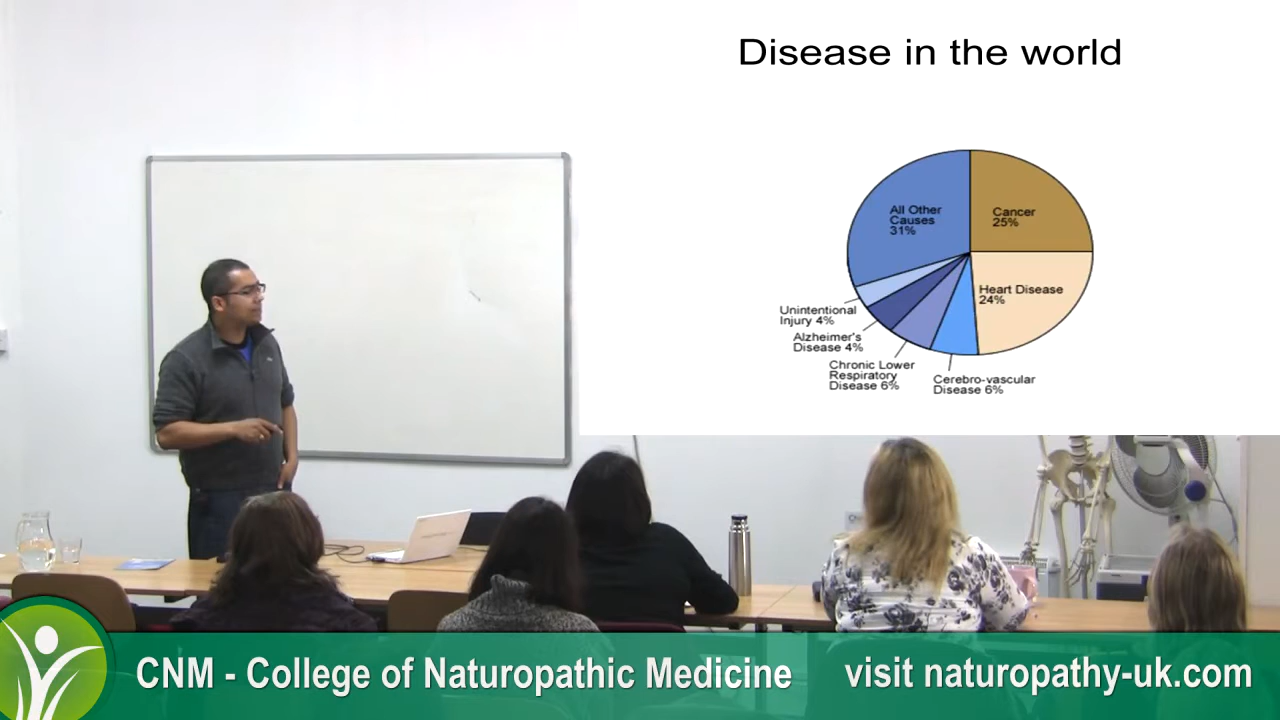 Disease in the world
All Other
Causes
31%
Cancer
25%
Heart Disease
24%
Unintentional
Injury 4%
Alzheimer's
Disease 4%
Chronic Lower
Respiratory
Disease 6%
Cerebro-vascular
Disease 6%
CNM - College of Naturopathic Medicine
visit naturopathy-uk.com